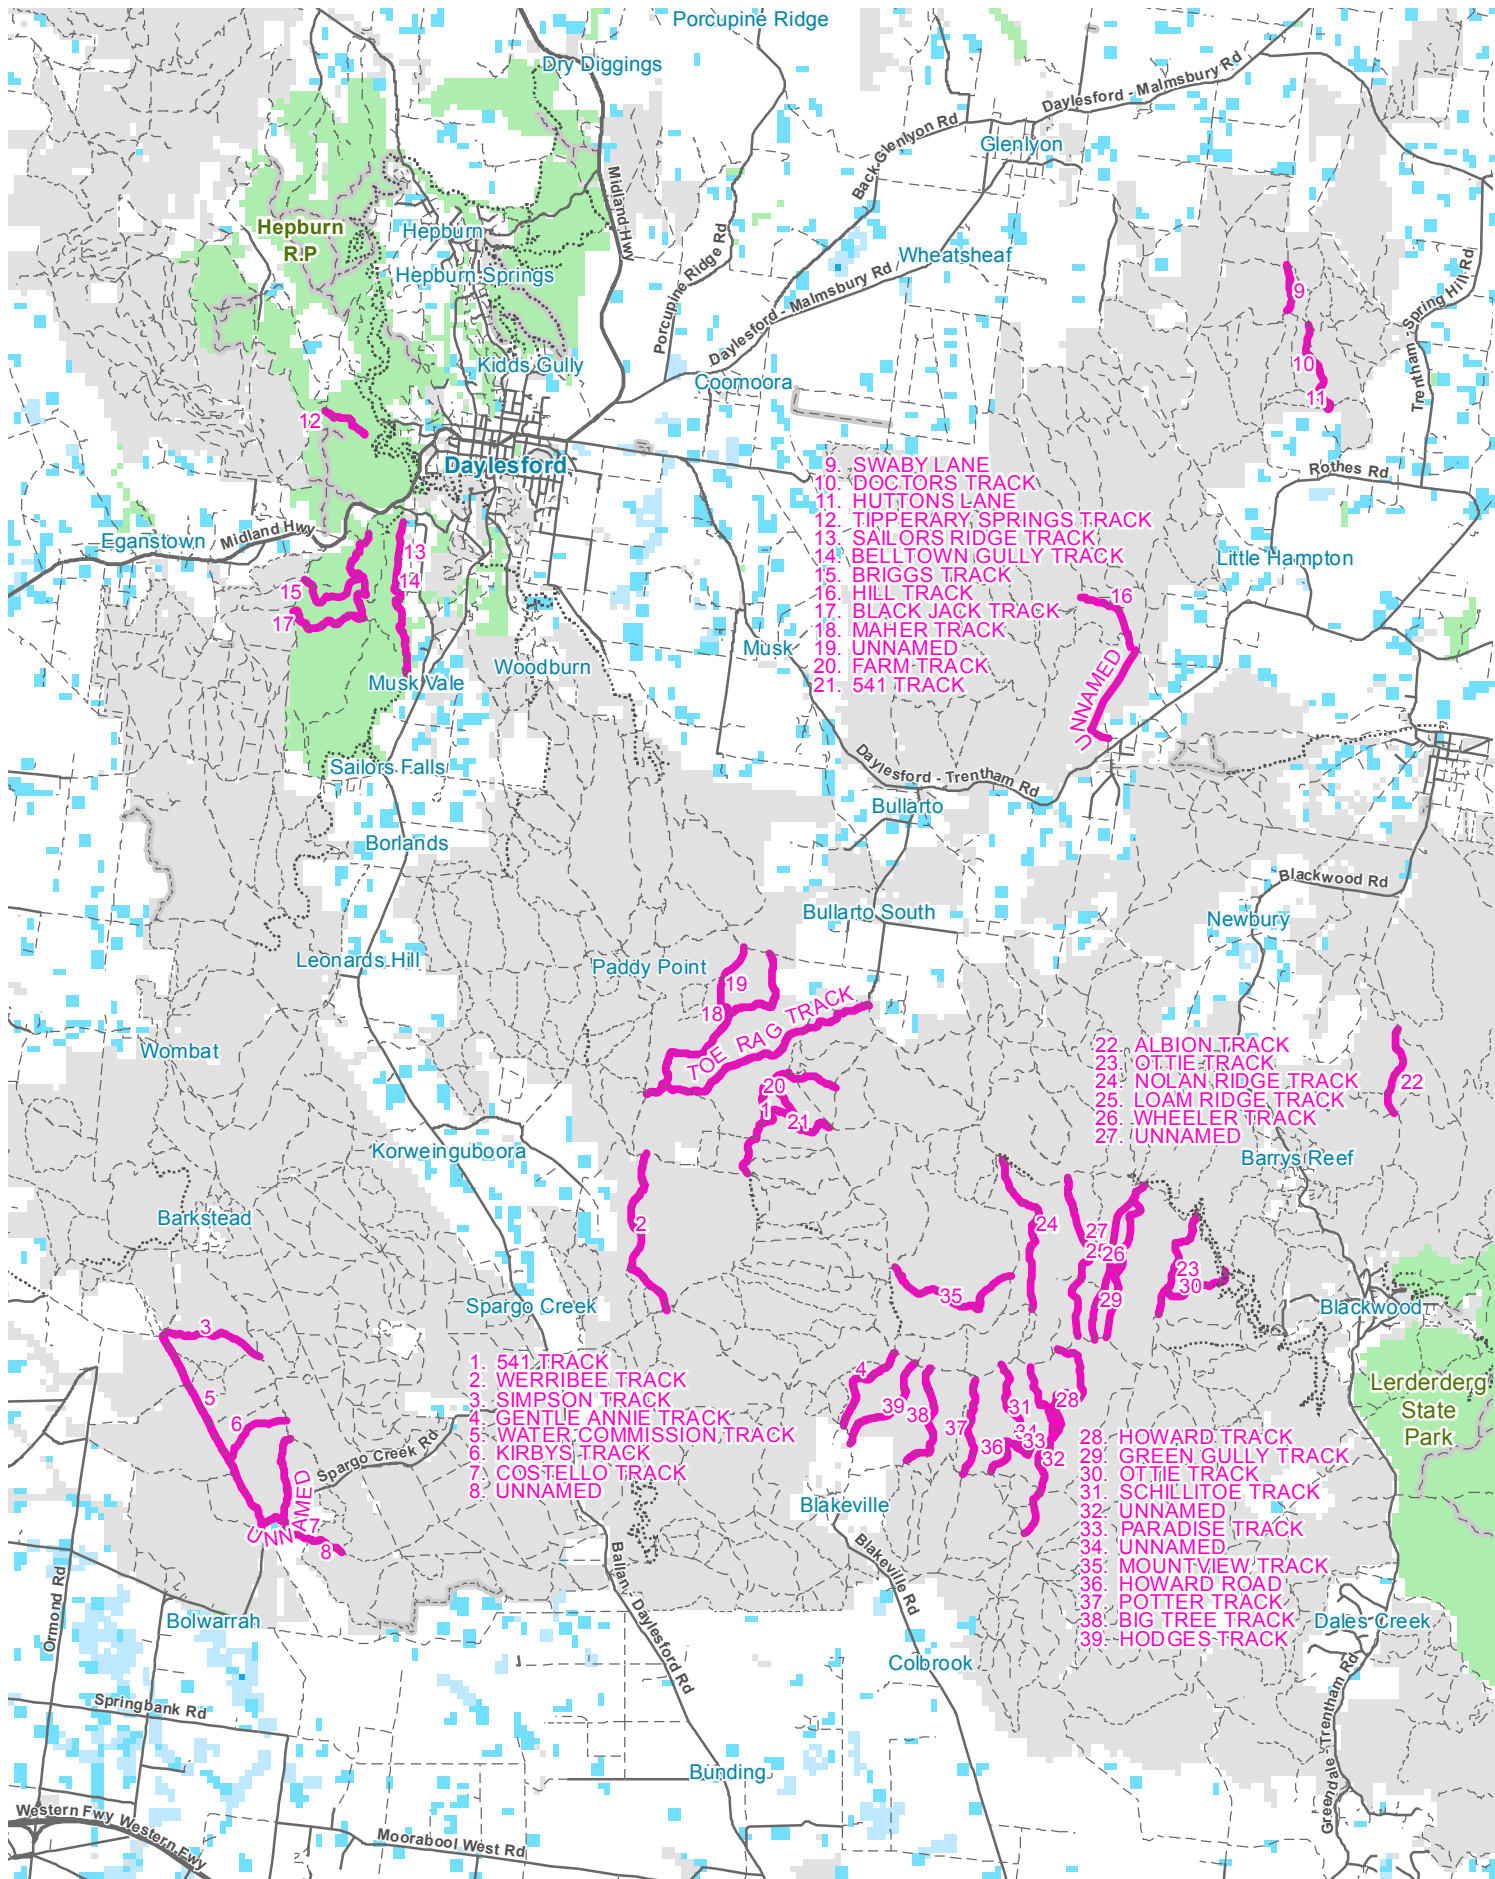 Porcupine Ridge
Dry Diggings
Daylesford - Malmsbury Rd
Back Glenlyon Rd
Glenlyon
Midland Hwy
Hepburn
R.P
Hepburn
Wheatsheaf
Porcupine Ridge Rd
Hepburn Springs
Daylesford - Malmsbury Rd
Trentham - Spring Hill Rd
9
10
11
Kidds Gully
Coomoora
12
Daylesford
Rothes Rd
9. SWABY LANE
10. DOCTORS TRACK
11. HUTTONS LANE
12. TIPPERARY SPRINGS TRACK
13. SAILORS RIDGE TRACK
14. BELLTOWN GULLY TRACK
15. BRIGGS TRACK
16. HILL TRACK
17. BLACK JACK TRACK
18. MAHER TRACK
19. UNNAMED
20. FARM TRACK
21. 541 TRACK
Eganstown
Midland Hwy
13
14
15
17
Little Hampton
16
UNNAMED
Musk
Woodburn
Musk Vale
Sailors Falls
Daylesford - Trentham Rd
Bullarto
Borlands
Blackwood Rd
Bullarto South
Newbury
Leonards Hill
Paddy Point
19
18
TOE RAG TRACK
Wombat
22. ALBION TRACK
23. OTTIE TRACK
24. NOLAN RIDGE TRACK
25. LOAM RIDGE TRACK
26. WHEELER TRACK
27. UNNAMED
22
20
1
21
Korweinguboora
Barrys Reef
Barkstead
2
24
27
25
26
23
30
29
35
Spargo Creek
Blackwood
3
5
6
Spargo Creek Rd
UNNAMED
7
8
1. 541 TRACK
2. WERRIBEE TRACK
3. SIMPSON TRACK
4. GENTLE ANNIE TRACK
5. WATER COMMISSION TRACK
6. KIRBYS TRACK
7. COSTELLO TRACK
8. UNNAMED
4
39
38
37
36
31
34
33
32
28
Lerderderg
State
Park
28. HOWARD TRACK
29. GREEN GULLY TRACK
30. OTTIE TRACK
31. SCHILLITOE TRACK
32. UNNAMED
33. PARADISE TRACK
34. UNNAMED
35. MOUNTVIEW TRACK
36. HOWARD ROAD
37. POTTER TRACK
38. BIG TREE TRACK
39. HODGES TRACK
Blakeville
Blakeville Rd
Ballan - Daylesford Rd
Ormond Rd
Bolwarrah
Dales Creek
Colbrook
Springbank Rd
Greendale - Trentham Rd
Bunding
Western Fwy
Western Fwy
Moorabool West Rd